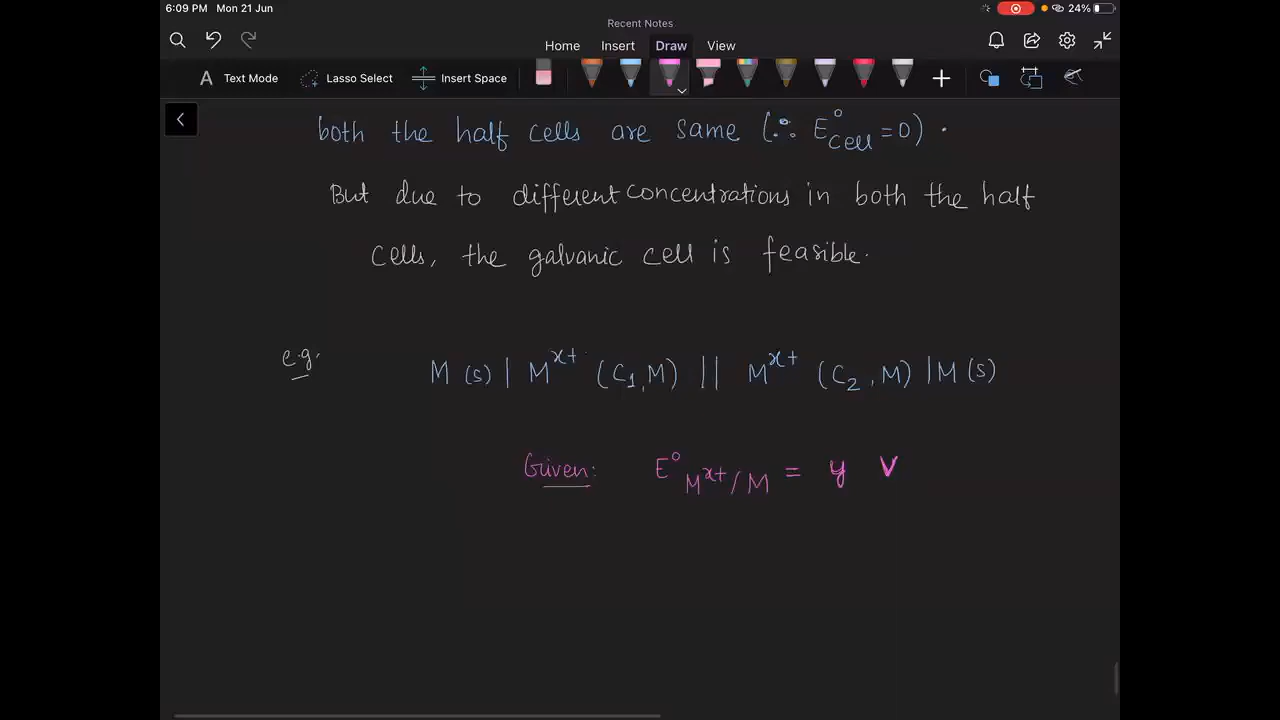 6:09 PM Mon 21 Jun
24%
Recent Notes
Home Insert Draw View
Text Mode Lasso Select Insert Space
both the half cells are same (∴ E°cell = 0) .
But due to different concentrations in both the half
cells, the galvanic cell is feasible.
e.g. M (s) | M^x+ (C₁, M) || M^x+ (C₂, M) | M (s)
Given: E° M^x+/M = y V